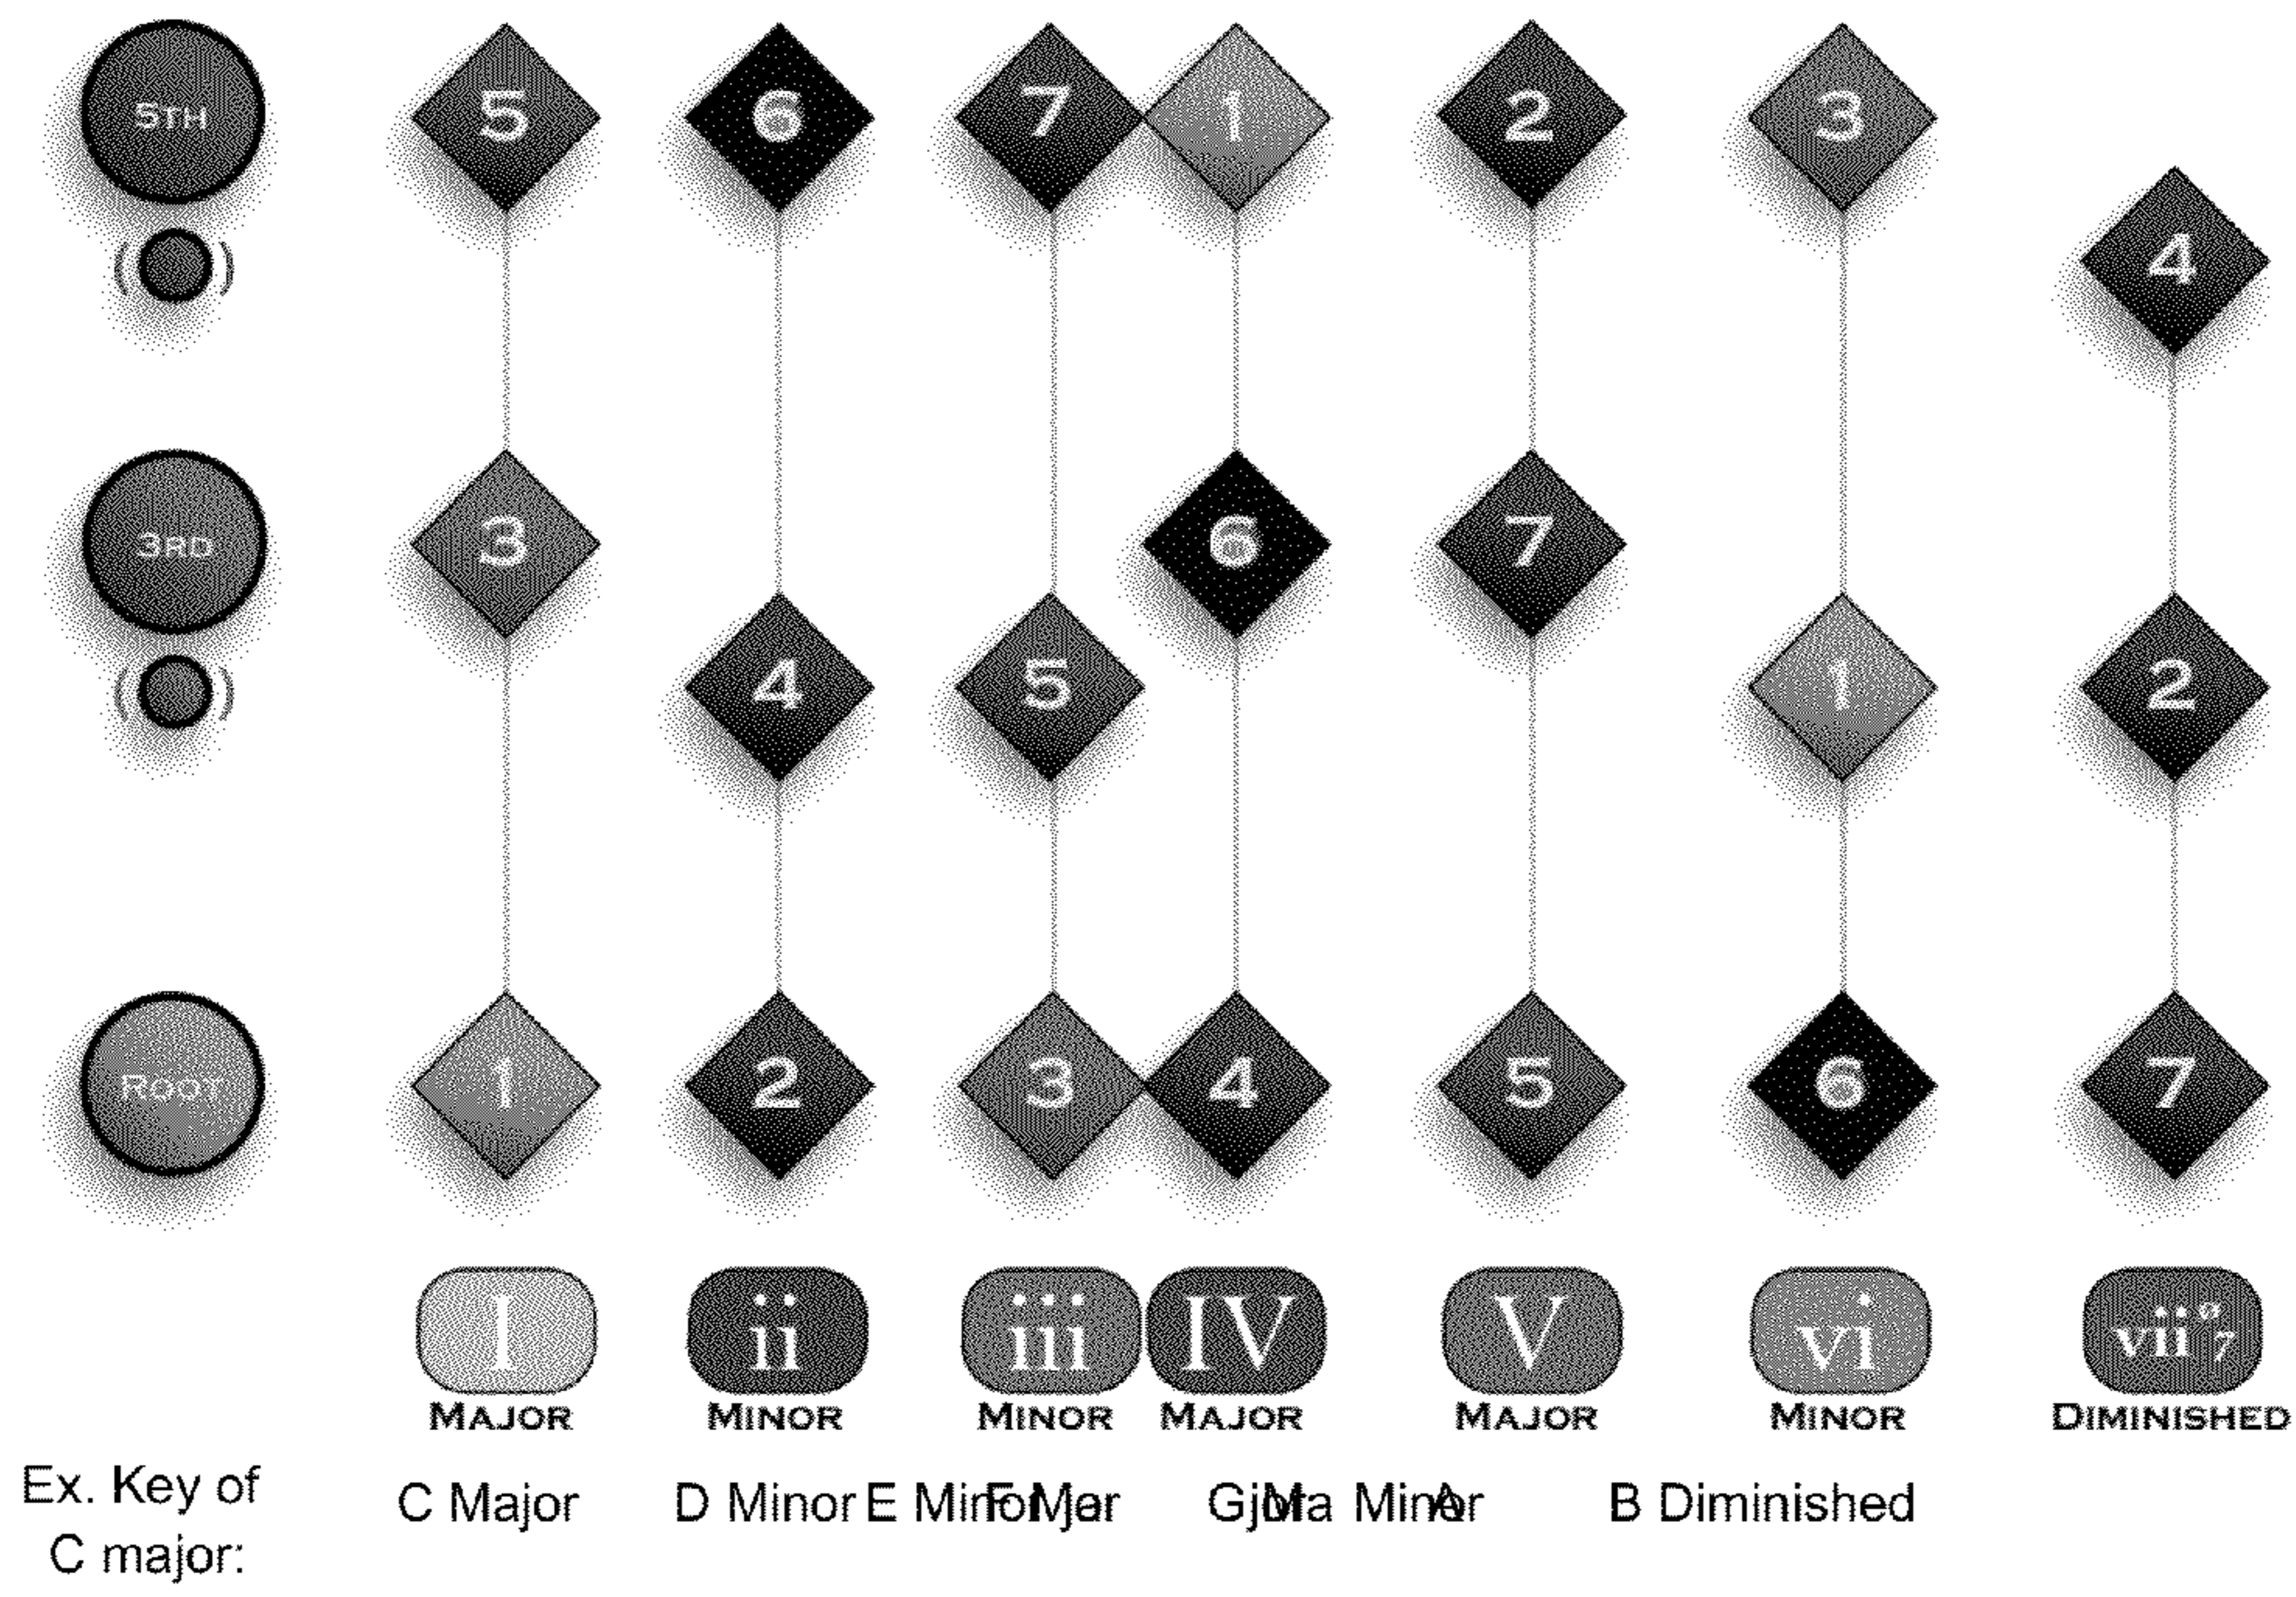 5TH 5 6 7 1 2 3
4
3RD 3 6 7
4 5 1 2
ROOT 1 2 3 4 5 6 7
I ii iii IV V vi vii ø 7
MAJOR MINOR MINOR MAJOR MAJOR MINOR DIMINISHED
Ex. Key of
C major:
C Major D Minor E Minor B Diminished